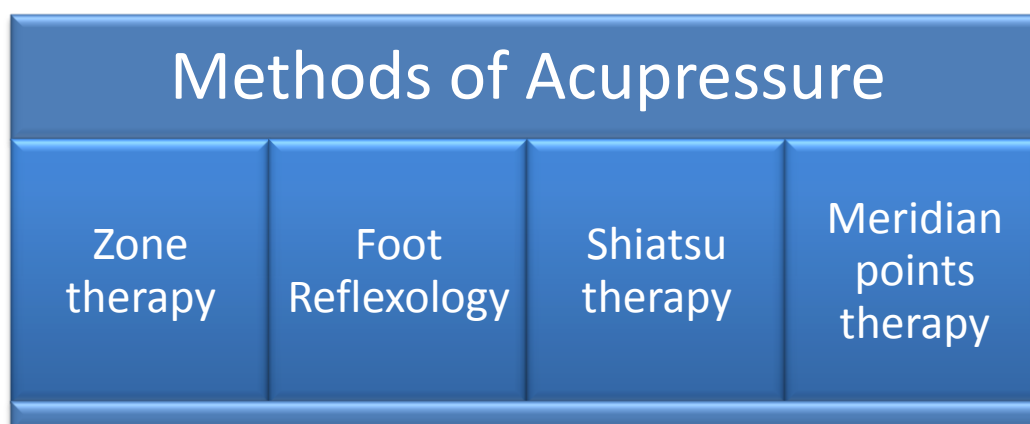 Methods of Acupressure
Zone
therapy
Foot
Reflexology
Shiatsu
therapy
Meridian
points
therapy